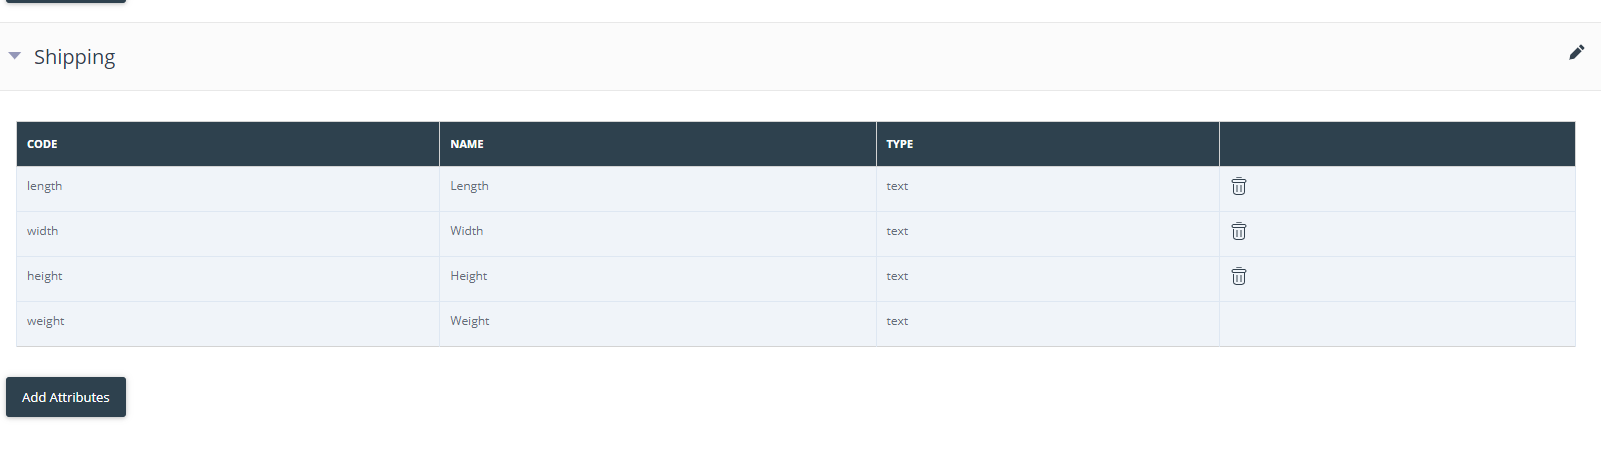 Shipping
CODE NAME TYPE
length Length text
width Width text
height Height text
weight Weight text
Add Attributes